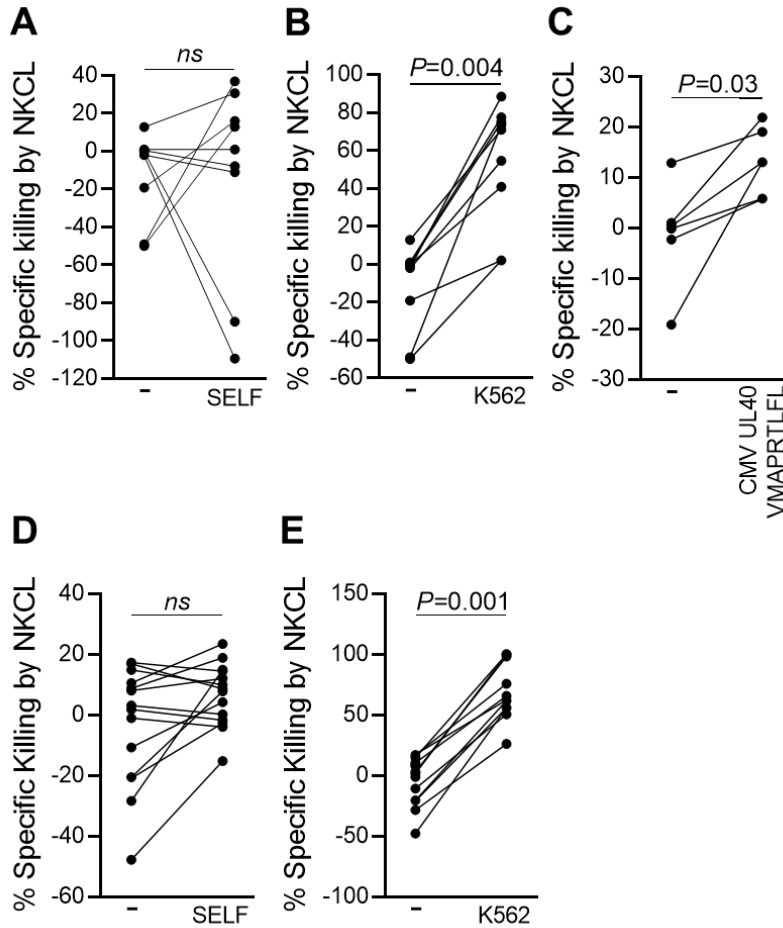 A
% Specific killing by NKCL
ns
40
20
0
-20
-40
-60
-80
-100
-120
-
SELF
B
% Specific killing by NKCL
P=0.004
100
80
60
40
20
0
-20
-40
-60
-
K562
C
% Specific killing by NKCL
P=0.03
30
20
10
0
-10
-20
-30
-
CMV UL40
VMAPRTLFL
D
% Specific Killing by NKCL
ns
40
20
0
-20
-40
-60
-
SELF
E
% Specific Killing by NKCL
P=0.001
150
100
50
0
-50
-100
-
K562